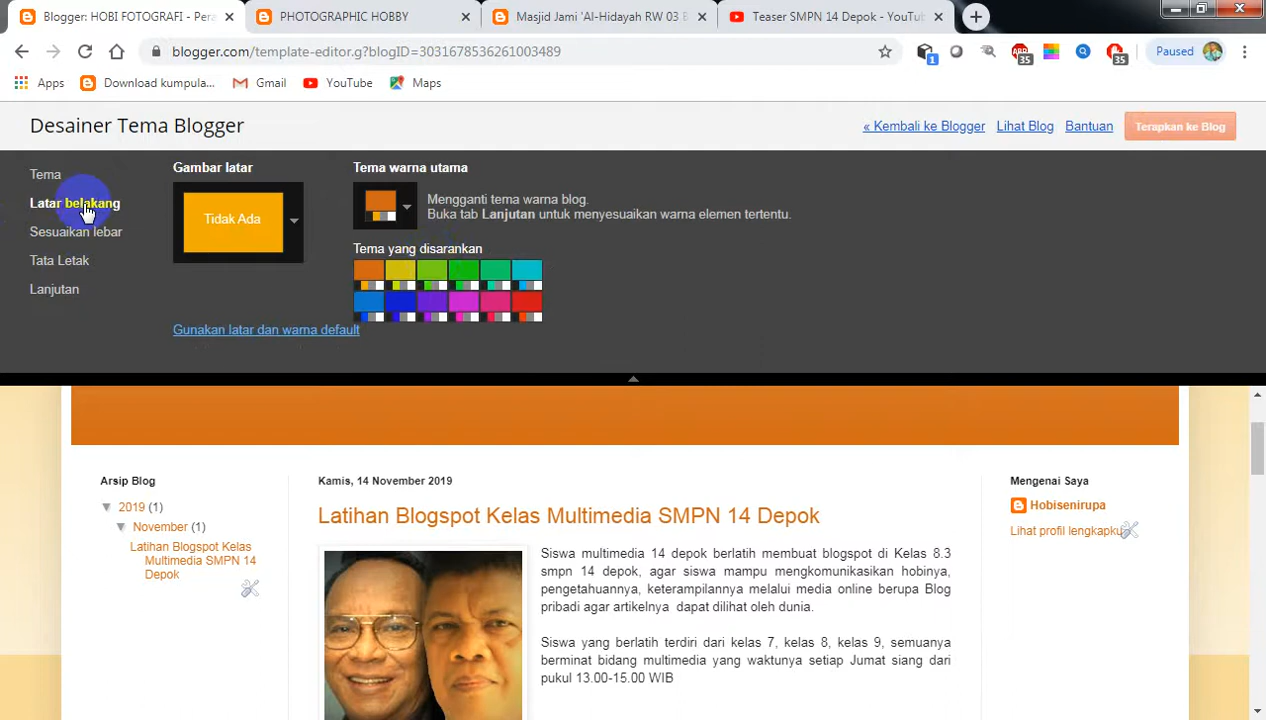 Blogger: HOBI FOTOGRAFI - Pera
PHOTOGRAPHIC HOBBY
Masjid Jami 'Al-Hidayah RW 03 B
Teaser SMPN 14 Depok - YouTu
blogger.com/template-editor.g?blogID=3031678536261003489
1
35
35
Paused
Apps
Download kumpula...
Gmail
YouTube
Maps
Desainer Tema Blogger
« Kembali ke Blogger
Lihat Blog
Bantuan
Terapkan ke Blog
Tema
Latar belakang
Sesuaikan lebar
Tata Letak
Lanjutan
Gambar latar
Tidak Ada
Gunakan latar dan warna default
Tema warna utama
Mengganti tema warna blog.
Buka tab Lanjutan untuk menyesuaikan warna elemen tertentu.
Tema yang disarankan
Arsip Blog
▼ 2019 (1)
▼ November (1)
Latihan Blogspot Kelas
Multimedia SMPN 14
Depok
Kamis, 14 November 2019
Latihan Blogspot Kelas Multimedia SMPN 14 Depok
Siswa multimedia 14 depok berlatih membuat blogspot di Kelas 8.3
smpn 14 depok, agar siswa mampu mengkomunikasikan hobinya,
pengetahuannya, keterampilannya melalui media online berupa Blog
pribadi agar artikelnya dapat dilihat oleh dunia.
Siswa yang berlatih terdiri dari kelas 7, kelas 8, kelas 9, semuanya
berminat bidang multimedia yang waktunya setiap Jumat siang dari
pukul 13.00-15.00 WIB
Mengenai Saya
Hobisenirupa
Lihat profil lengkapku